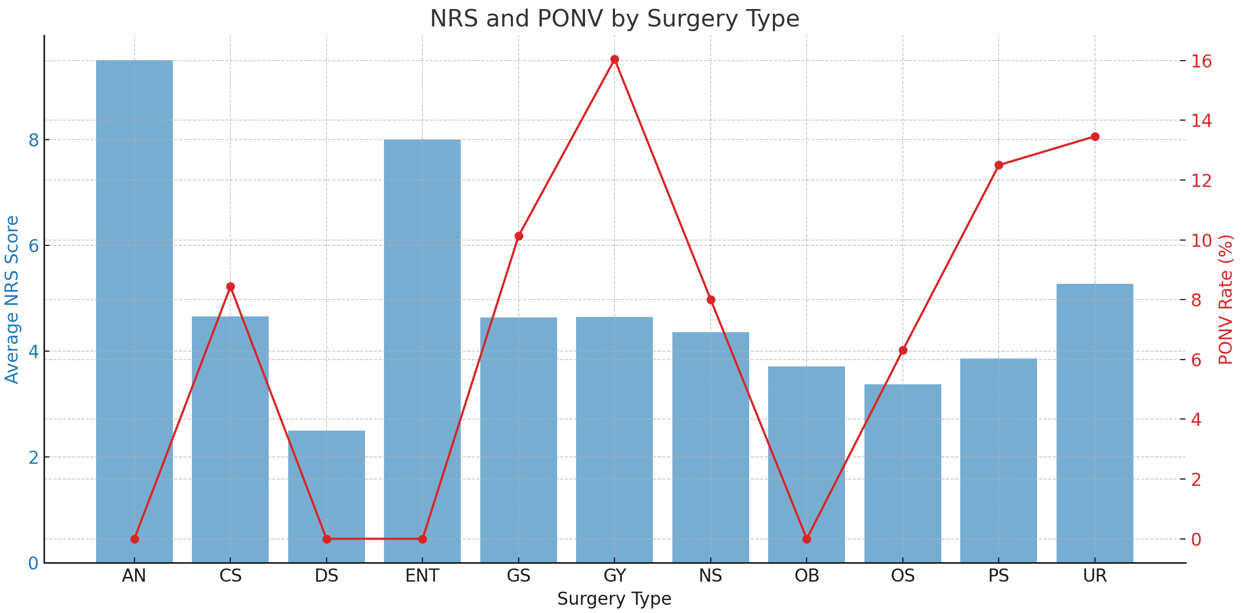 NRS and PONV by Surgery Type
Average NRS Score
8
6
4
2
0
16
14
12
10
8
6
4
2
0
PONV Rate (%)
AN CS DS ENT GS GY NS OB OS PS UR
Surgery Type